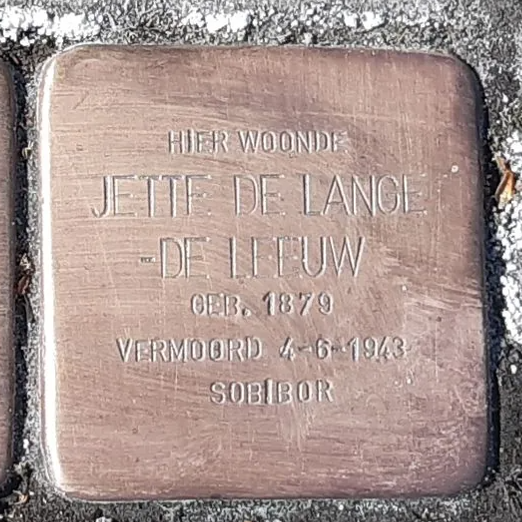 HIER WOONDE
JETTE DE LANGE
-DE LEEUW
GEB. 1879
VERMOORD 4-6-1943
SOBIBOR